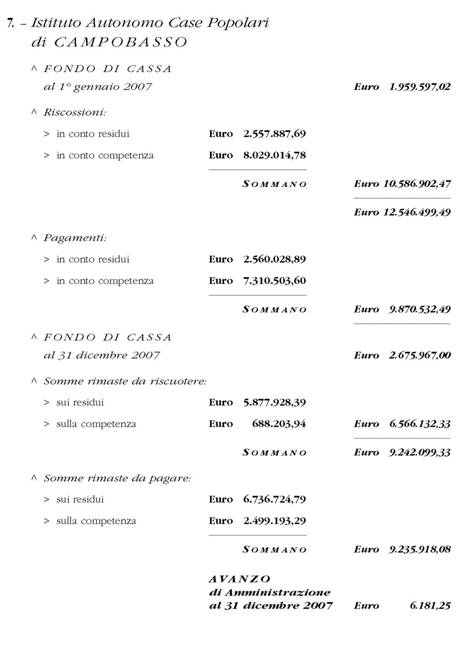 7. – Istituto Autonomo Case Popolari
di CAMPOBASSO
^ FONDO DI CASSA
al 1° gennaio 2007 Euro 1.959.597,02
^ Riscossioni:
> in conto residui Euro 2.557.887,69
> in conto competenza Euro 8.029.014,78
SOMMANO Euro 10.586.902,47
Euro 12.546.499,49
^ Pagamenti:
> in conto residui Euro 2.560.028,89
> in conto competenza Euro 7.310.503,60
SOMMANO Euro 9.870.532,49
^ FONDO DI CASSA
al 31 dicembre 2007 Euro 2.675.967,00
^ Somme rimaste da riscuotere:
> sui residui Euro 5.877.928,39
> sulla competenza Euro 688.203,94 Euro 6.566.132,33
SOMMANO Euro 9.242.099,33
^ Somme rimaste da pagare:
> sui residui Euro 6.736.724,79
> sulla competenza Euro 2.499.193,29
SOMMANO Euro 9.235.918,08
AVANZO
di Amministrazione
al 31 dicembre 2007 Euro 6.181,25